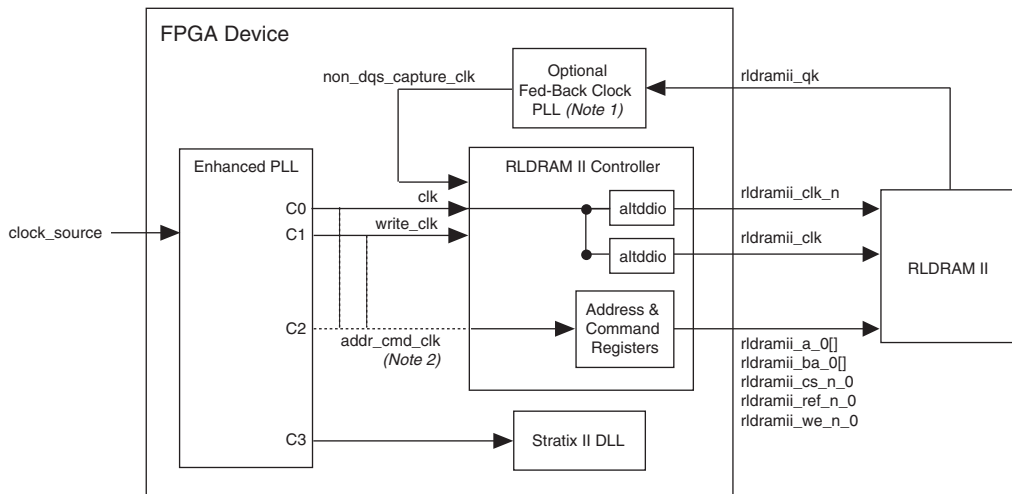 FPGA Device
non_dqs_capture_clk
Optional
Fed-Back Clock
PLL (Note 1)
rldramii_qk
Enhanced PLL
RLDRAM II Controller
C0
clk
altddio
rldramii_clk_n
clock_source
C1
write_clk
altddio
rldramii_clk
RLDRAM II
C2
addr_cmd_clk
(Note 2)
Address &
Command
Registers
rldramii_a_0[]
rldramii_ba_0[]
rldramii_cs_n_0
rldramii_ref_n_0
rldramii_we_n_0
C3
Stratix II DLL